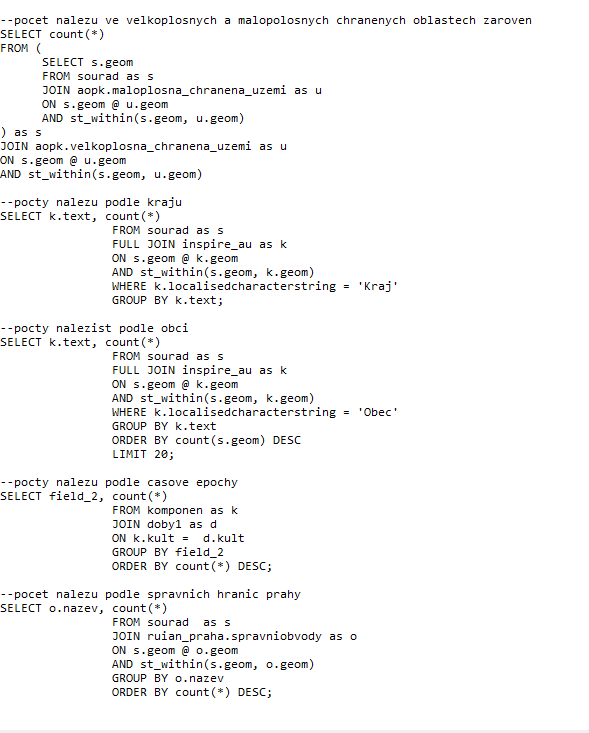 --pocet nalezu ve velkoplosnych a malopolosnych chranenych oblastech zaroven
SELECT count(*)
FROM (
      SELECT s.geom
      FROM sourad as s
      JOIN aopk.maloplosna_chranena_uzemi as u
      ON s.geom @ u.geom
      AND st_within(s.geom, u.geom)
) as s
JOIN aopk.velkoplosna_chranena_uzemi as u
ON s.geom @ u.geom
AND st_within(s.geom, u.geom)

--pocty nalezu podle kraju
SELECT k.text, count(*)
                FROM sourad as s
                FULL JOIN inspire_au as k
                ON s.geom @ k.geom
                AND st_within(s.geom, k.geom)
                WHERE k.localisedcharacterstring = 'Kraj'
                GROUP BY k.text;

--pocty nalezist podle obci
SELECT k.text, count(*)
                FROM sourad as s
                FULL JOIN inspire_au as k
                ON s.geom @ k.geom
                AND st_within(s.geom, k.geom)
                WHERE k.localisedcharacterstring = 'Obec'
                GROUP BY k.text
                ORDER BY count(s.geom) DESC
                LIMIT 20;

--pocty nalezu podle casove epochy
SELECT field_2, count(*)
                FROM komponen as k
                JOIN doby1 as d
                ON k.kult =  d.kult
                GROUP BY field_2
                ORDER BY count(*) DESC;

--pocet nalezu podle spravnich hranic prahy
SELECT o.nazev, count(*)
                FROM sourad  as s
                JOIN ruian_praha.spravniobvody as o
                ON s.geom @ o.geom
                AND st_within(s.geom, o.geom)
                GROUP BY o.nazev
                ORDER BY count(*) DESC;